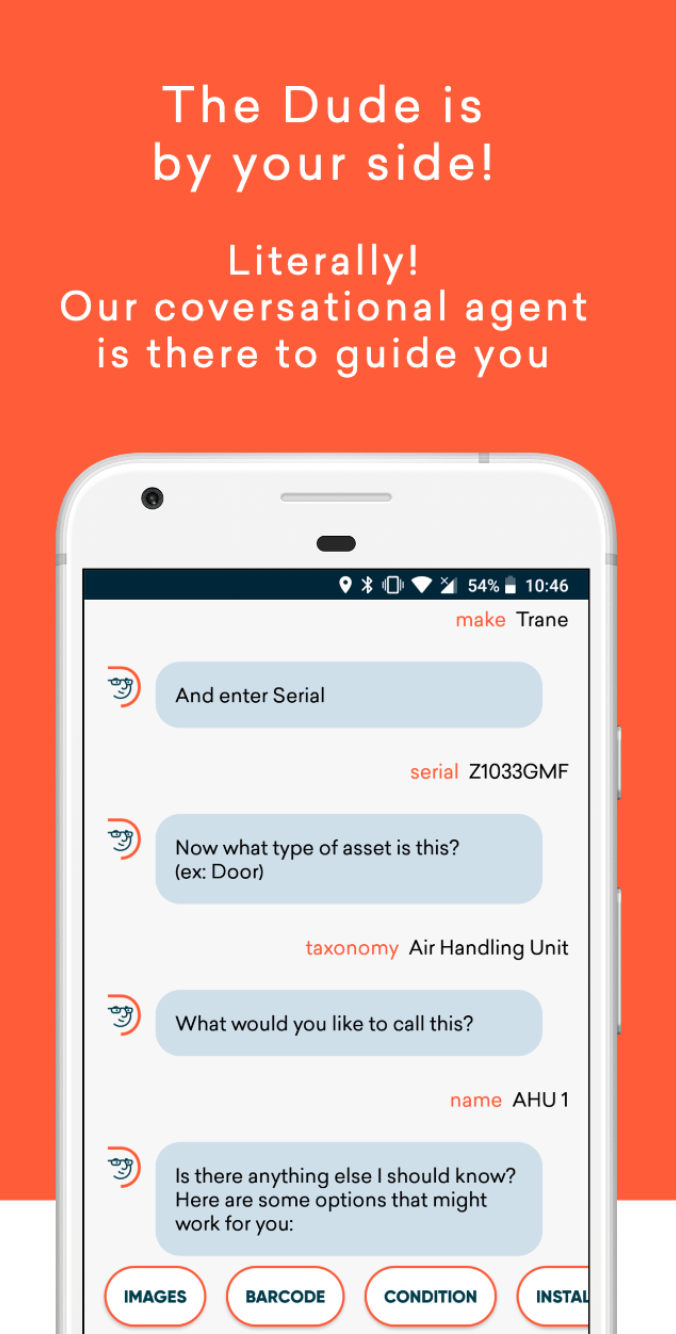 The Dude is
by your side!
Literally!
Our coversational agent
is there to guide you
54% 10:46
make Trane
And enter Serial
serial Z1033GMF
Now what type of asset is this?
(ex: Door)
taxonomy Air Handling Unit
What would you like to call this?
name AHU 1
Is there anything else I should know?
Here are some options that might
work for you:
IMAGES BARCODE CONDITION INSTAL